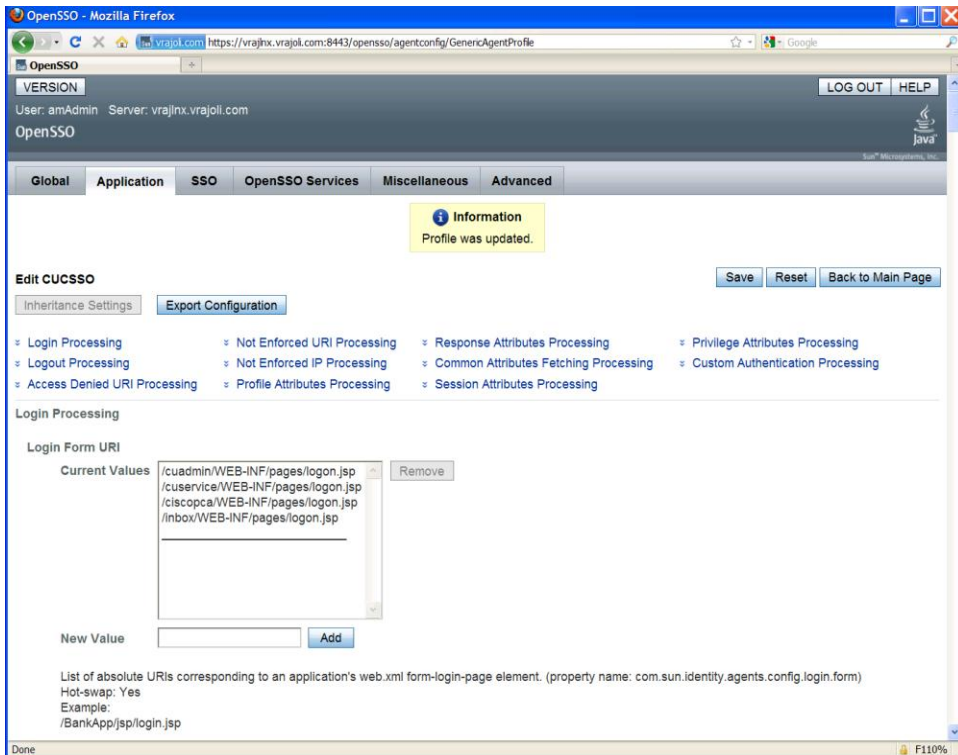 OpenSSO - Mozilla Firefox
vrajoli.com https://vrajlnx.vrajoli.com:8443/opensso/agentconfig/GenericAgentProfile
Google
OpenSSO
VERSION
LOG OUT HELP
User: amAdmin Server: vrajlnx.vrajoli.com
OpenSSO
Java
Sun™ Microsystems, Inc.
Global Application SSO OpenSSO Services Miscellaneous Advanced
Information
Profile was updated.
Edit CUCSSO
Save Reset Back to Main Page
Inheritance Settings Export Configuration
Login Processing Not Enforced URI Processing Response Attributes Processing Privilege Attributes Processing
Logout Processing Not Enforced IP Processing Common Attributes Fetching Processing Custom Authentication Processing
Access Denied URI Processing Profile Attributes Processing Session Attributes Processing
Login Processing
Login Form URI
Current Values
/cuadmin/WEB-INF/pages/logon.jsp
Remove
/cuservice/WEB-INF/pages/logon.jsp
/ciscopca/WEB-INF/pages/logon.jsp
/inbox/WEB-INF/pages/logon.jsp
New Value Add
List of absolute URIs corresponding to an application's web.xml form-login-page element. (property name: com.sun.identity.agents.config.login.form)
Hot-swap: Yes
Example:
/BankApp/jsp/login.jsp
Done
F110%